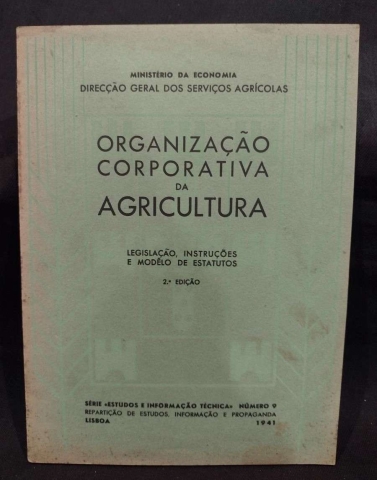 MINISTÉRIO DA ECONOMIA
DIRECÇÃO GERAL DOS SERVIÇOS AGRÍCOLAS
ORGANIZAÇÃO
CORPORATIVA
DA
AGRICULTURA
LEGISLAÇÃO, INSTRUÇÕES
E MODÊLO DE ESTATUTOS
2.ª EDIÇÃO
SÉRIE «ESTUDOS E INFORMAÇÃO TÉCNICA» NÚMERO 9
REPARTIÇÃO DE ESTUDOS, INFORMAÇÃO E PROPAGANDA
LISBOA 1941